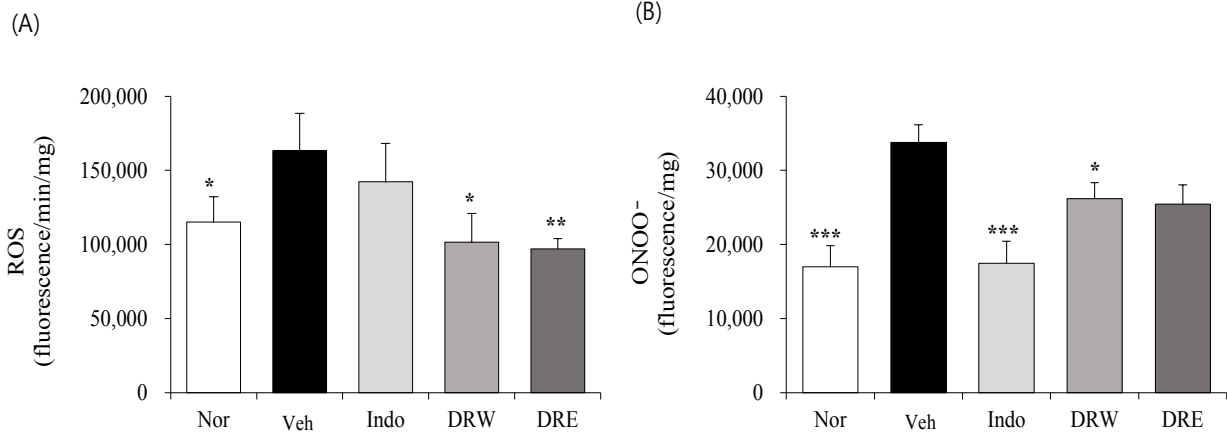 (A)
200,000
150,000
100,000
50,000
0
ROS
(fluorescence/min/mg)
*
*
**
Nor Veh Indo DRW DRE
(B)
40,000
30,000
20,000
10,000
0
ONOO⁻
(fluorescence/mg)
***
***
*
Nor Veh Indo DRW DRE